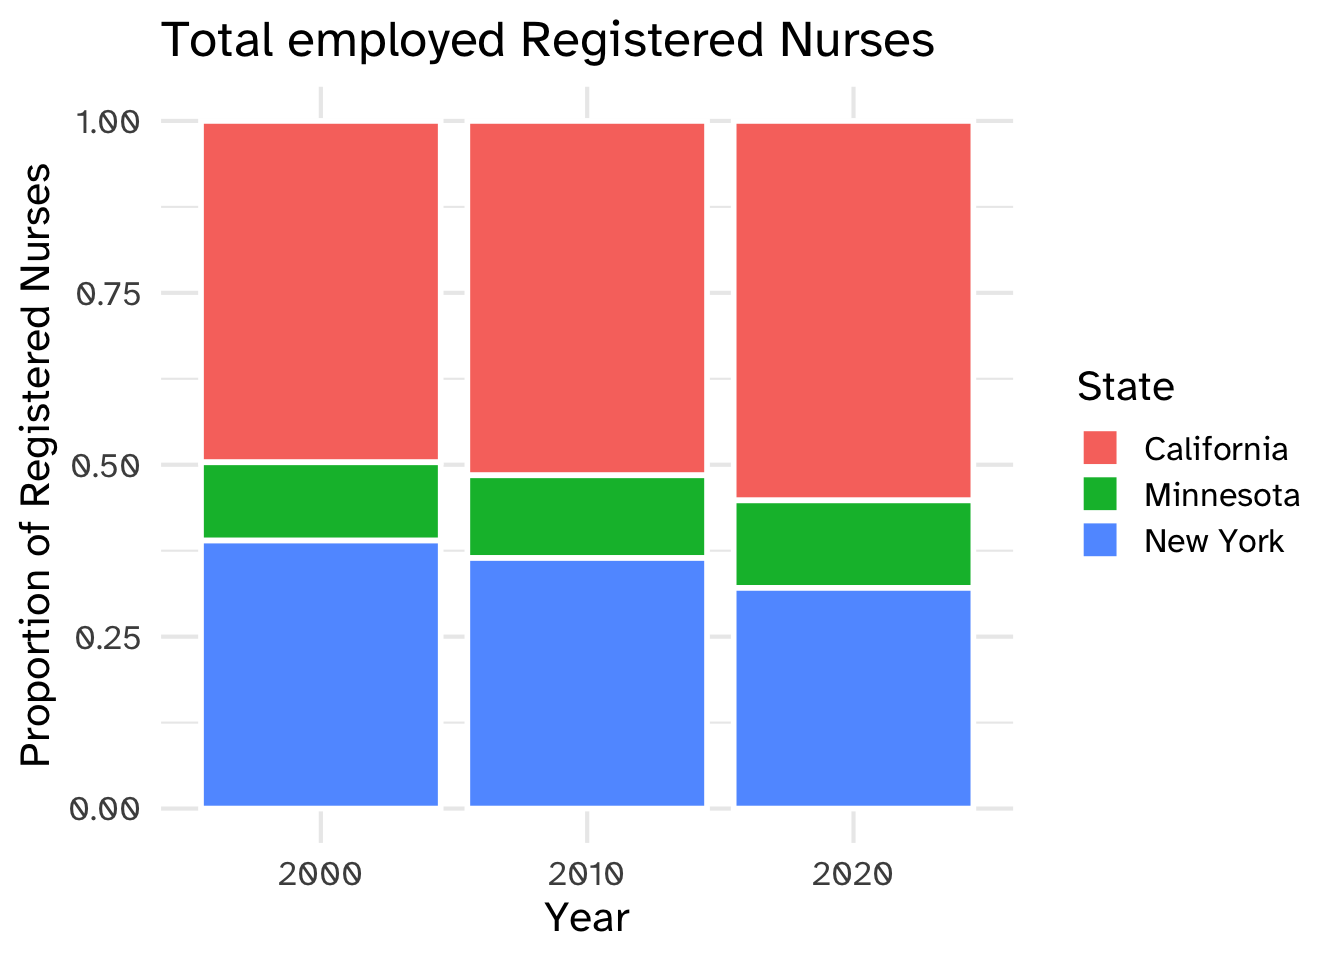 Total employed Registered Nurses
Proportion of Registered Nurses
1.00
0.75
0.50
0.25
0.00
2000
2010
2020
Year
State
California
Minnesota
New York